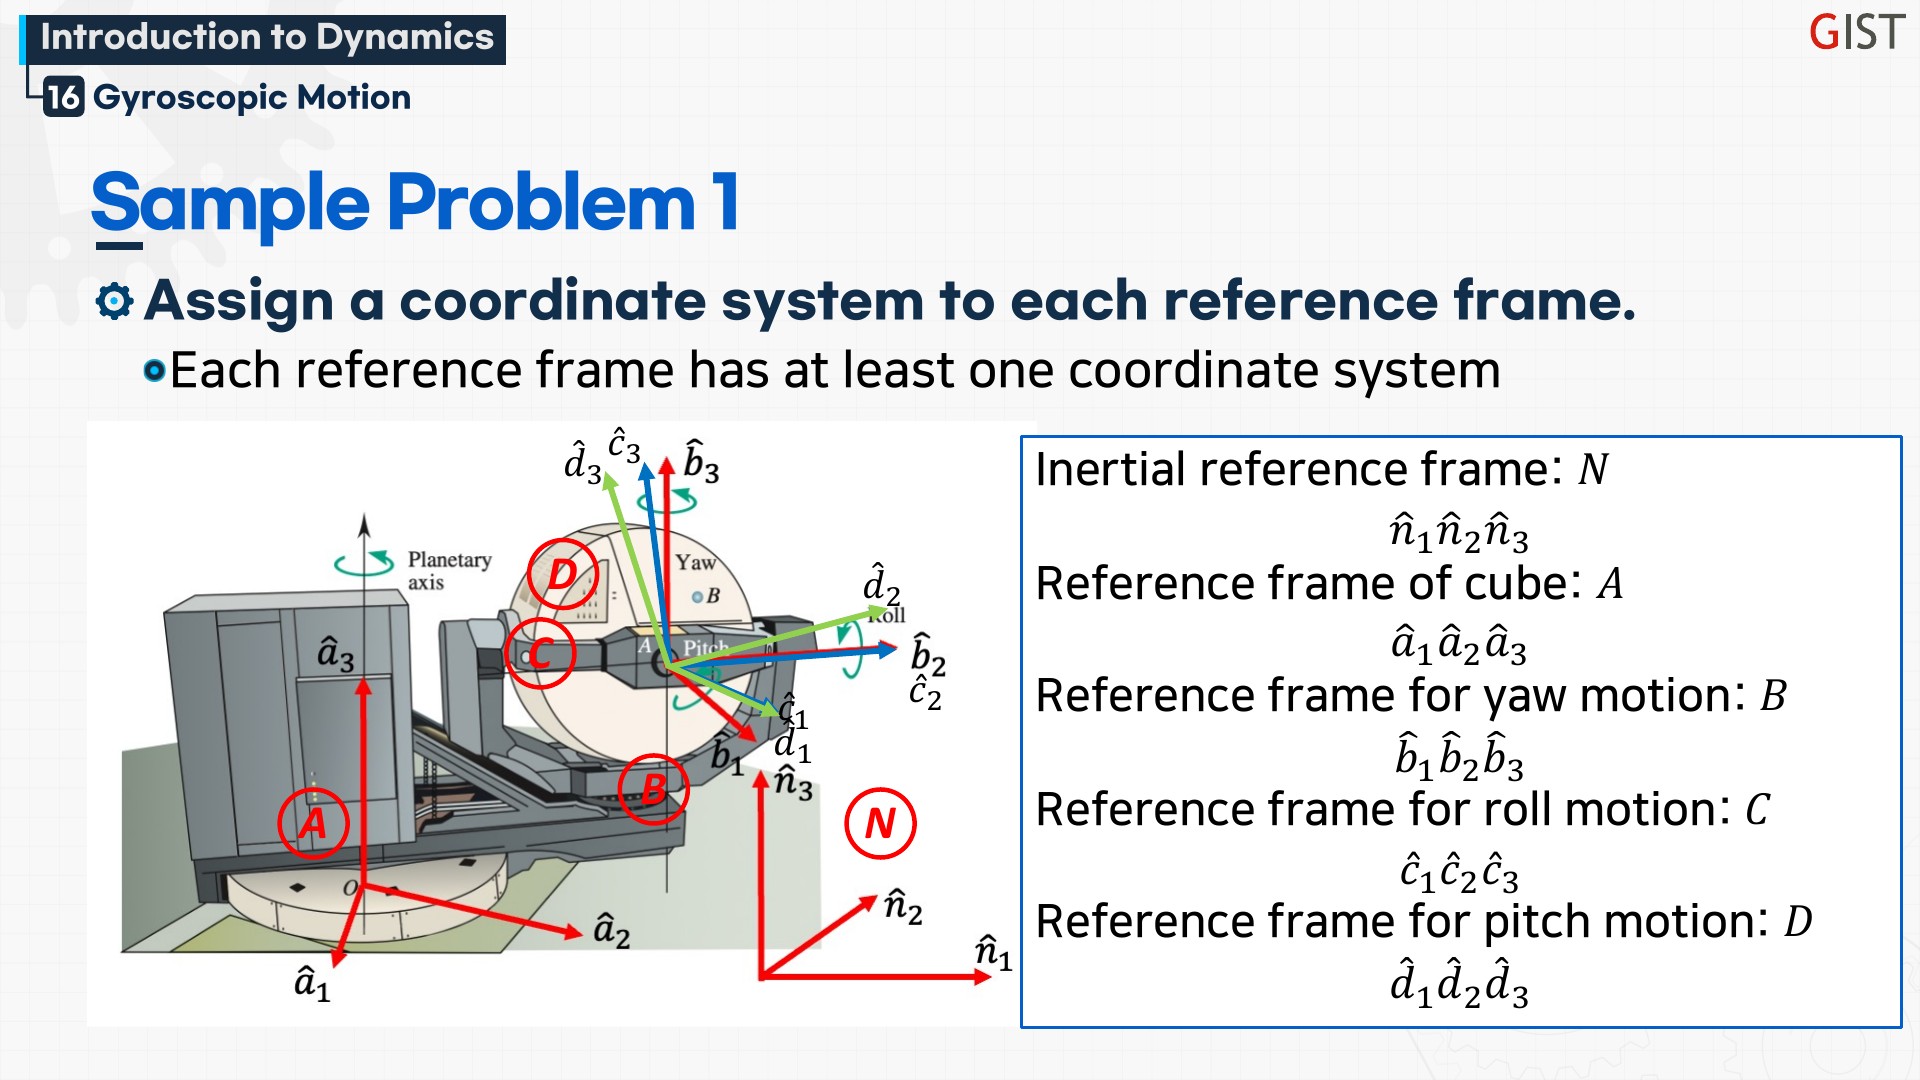 Introduction to Dynamics
GIST
16 Gyroscopic Motion
Sample Problem 1
Assign a coordinate system to each reference frame.
Each reference frame has at least one coordinate system
d̂₃ ĉ₃ b̂₃
Planetary
axis
Yaw
D
B
d̂₂
Roll
â₃
C
A
Pitch
b̂₂
ĉ₂
ĉ₁
d̂₁
b̂₁
n̂₃
A
B
N
O
â₂
n̂₂
n̂₁
â₁
Inertial reference frame: N
n̂₁n̂₂n̂₃
Reference frame of cube: A
â₁â₂â₃
Reference frame for yaw motion: B
b̂₁b̂₂b̂₃
Reference frame for roll motion: C
ĉ₁ĉ₂ĉ₃
Reference frame for pitch motion: D
d̂₁d̂₂d̂₃